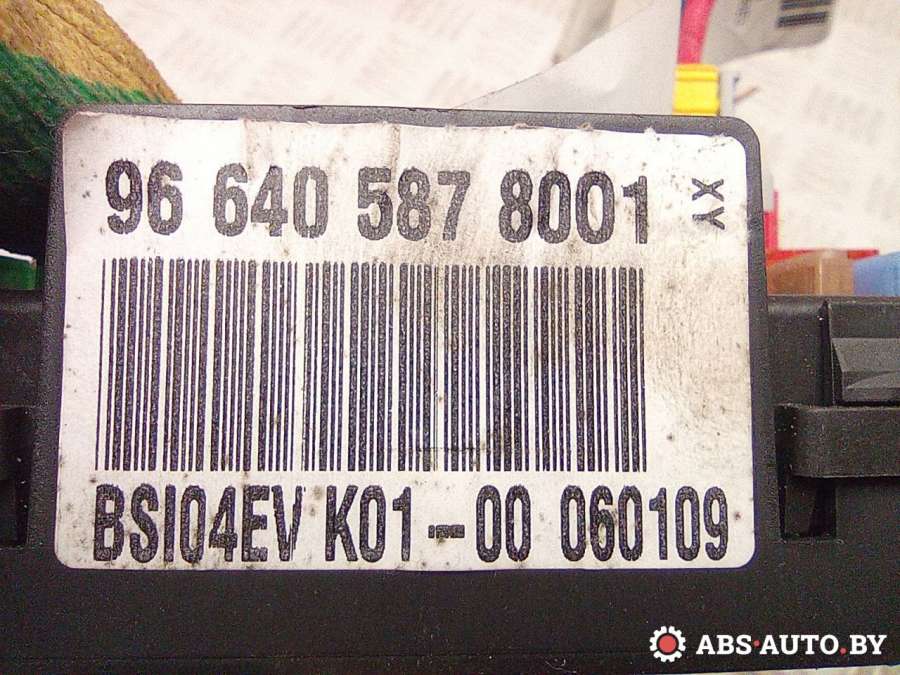 96 640 587 8001
XY
BSI04EV K01-00 060109
ABS-AUTO.BY